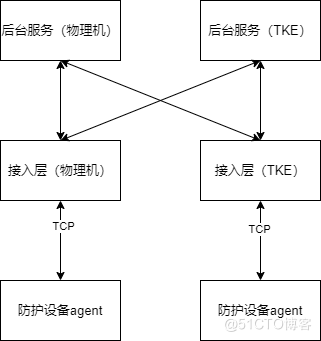 后台服务（物理机）
后台服务（TKE）
接入层（物理机）
接入层（TKE）
TCP
TCP
防护设备agent
防护设备agent
@51CTO博客